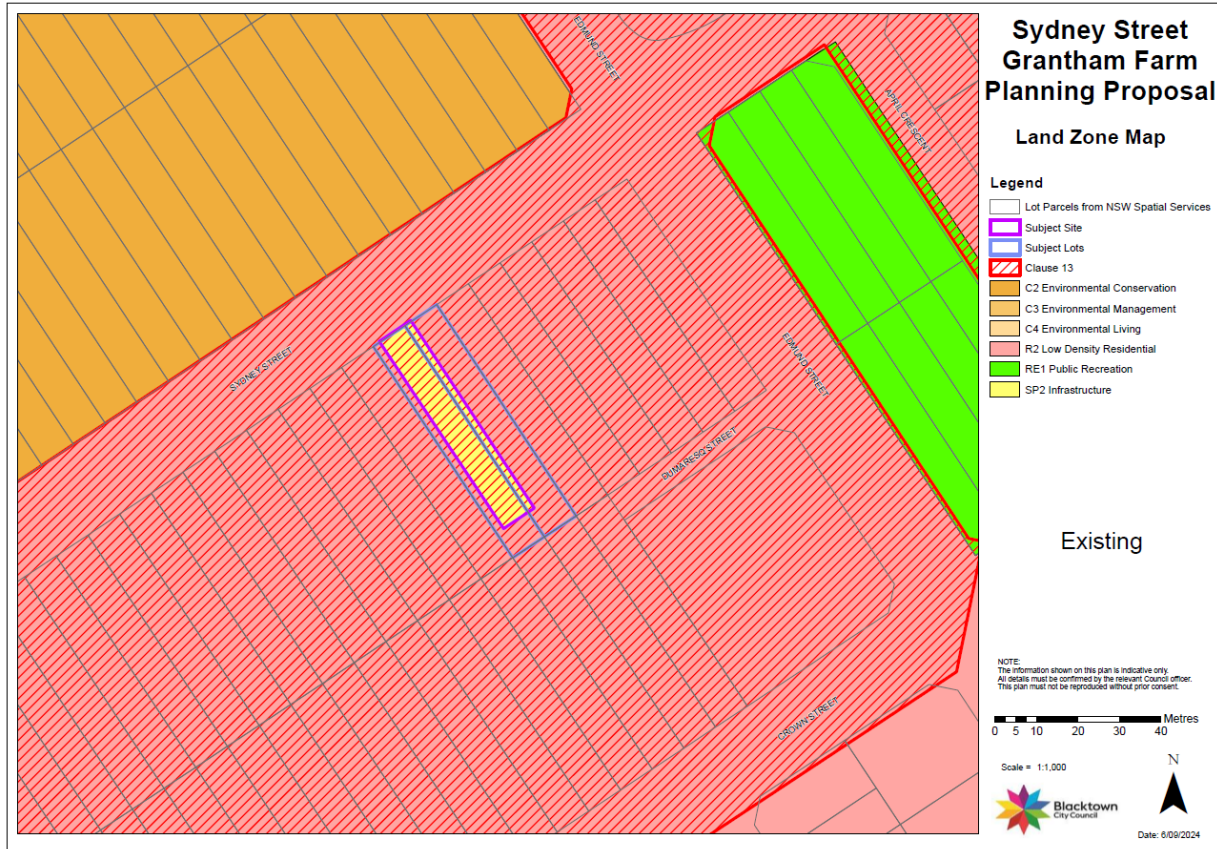 EDMUND STREET
APRIL CRESCENT
SYDNEY STREET
EDMUND STREET
DUMARESQ STREET
CROWN STREET
Sydney Street
Grantham Farm
Planning Proposal
Land Zone Map
Legend
Lot Parcels from NSW Spatial Services
Subject Site
Subject Lots
Clause 13
C2 Environmental Conservation
C3 Environmental Management
C4 Environmental Living
R2 Low Density Residential
RE1 Public Recreation
SP2 Infrastructure
Existing
NOTE:
The information shown on this plan is indicative only.
All details must be confirmed by the relevant Council officer.
This plan must not be reproduced without prior consent.
Metres
0 5 10 20 30 40
Scale = 1:1,000
N
Blacktown
City Council
Date: 6/09/2024